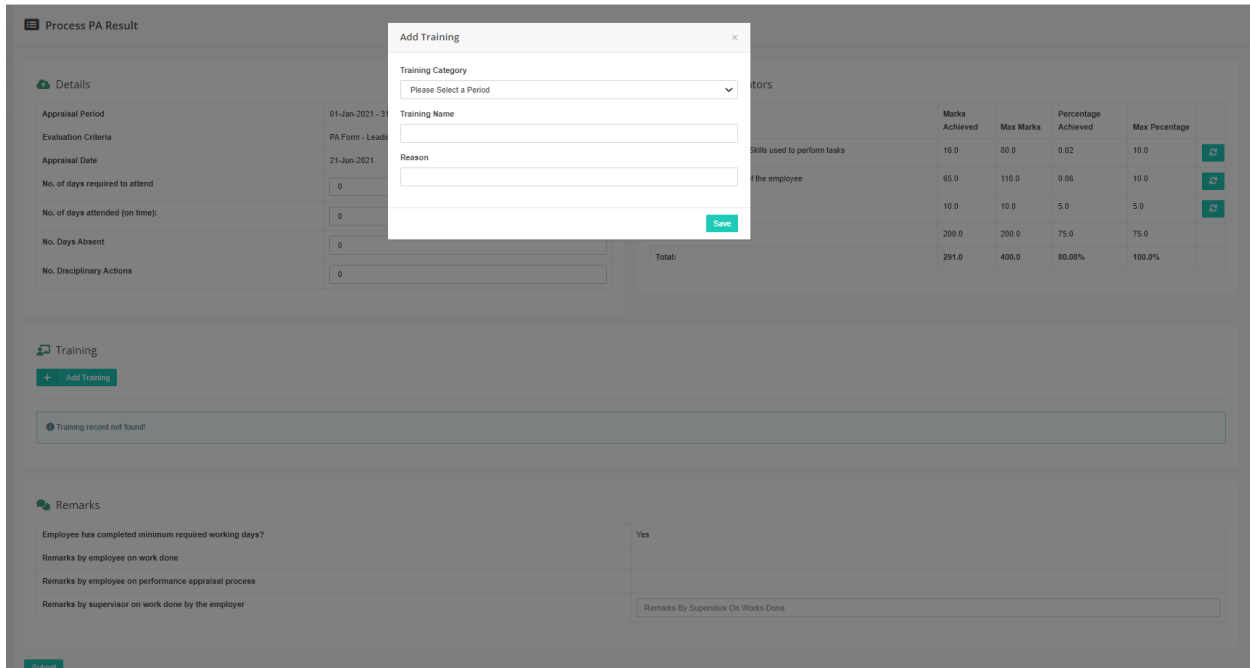 Process PA Result
Add Training
×
Training Category
Please Select a Period
Training Name
Reason
Save
Details
Appraisal Period 01-Jan-2021 - 31
Evaluation Criteria PA Form - Leadi
Appraisal Date 21-Jun-2021
No. of days required to attend 0
No. of days attended (on time): 0
No. Days Absent 0
No. Disciplinary Actions 0
tors
Marks Achieved Max Marks Percentage Achieved Max Pecentage
Skills used to perform tasks 16.0 80.0 0.02 10.0
f the employee 65.0 110.0 0.06 10.0
10.0 10.0 5.0 5.0
200.0 200.0 75.0 75.0
Total: 291.0 400.0 80.08% 100.0%
Training
+ Add Training
Training record not found!
Remarks
Employee has completed minimum required working days? Yes
Remarks by employee on work done
Remarks by employee on performance appraisal process
Remarks by supervisor on work done by the employer Remarks By Supervisor On Works Done
Submit